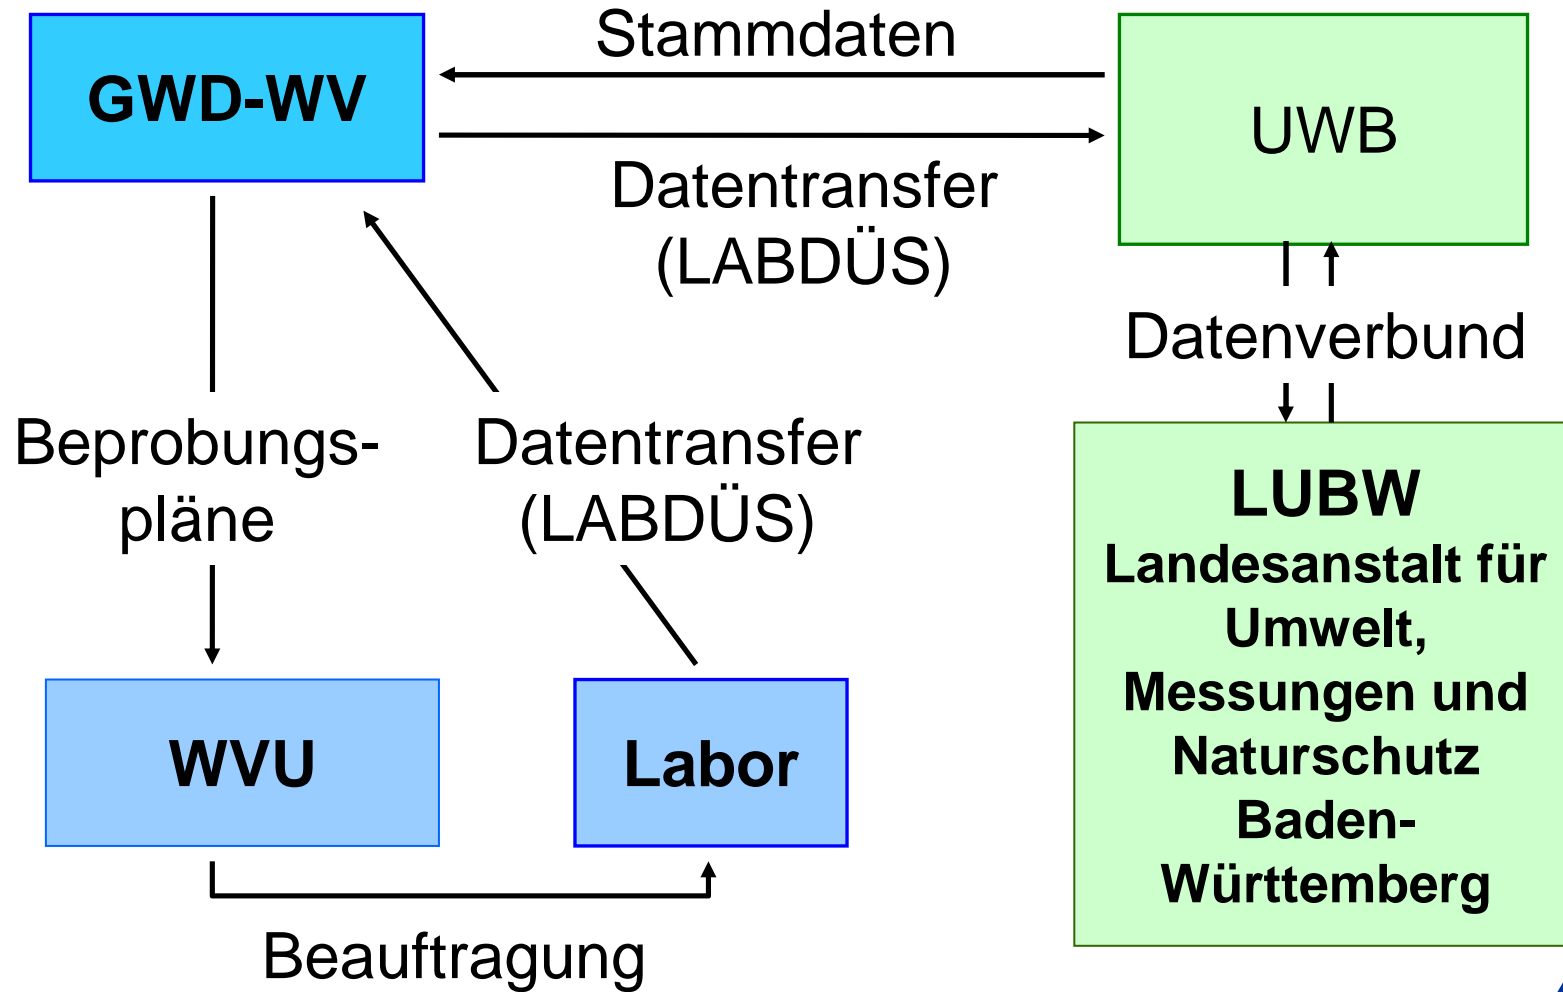 Stammdaten
GWD-WV
UWB
Datentransfer
(LABDÜS)
Datenverbund
Beprobungs-
pläne
Datentransfer
(LABDÜS)
LUBW
Landesanstalt für
Umwelt,
Messungen und
Naturschutz
Baden-
Württemberg
WVU
Labor
Beauftragung